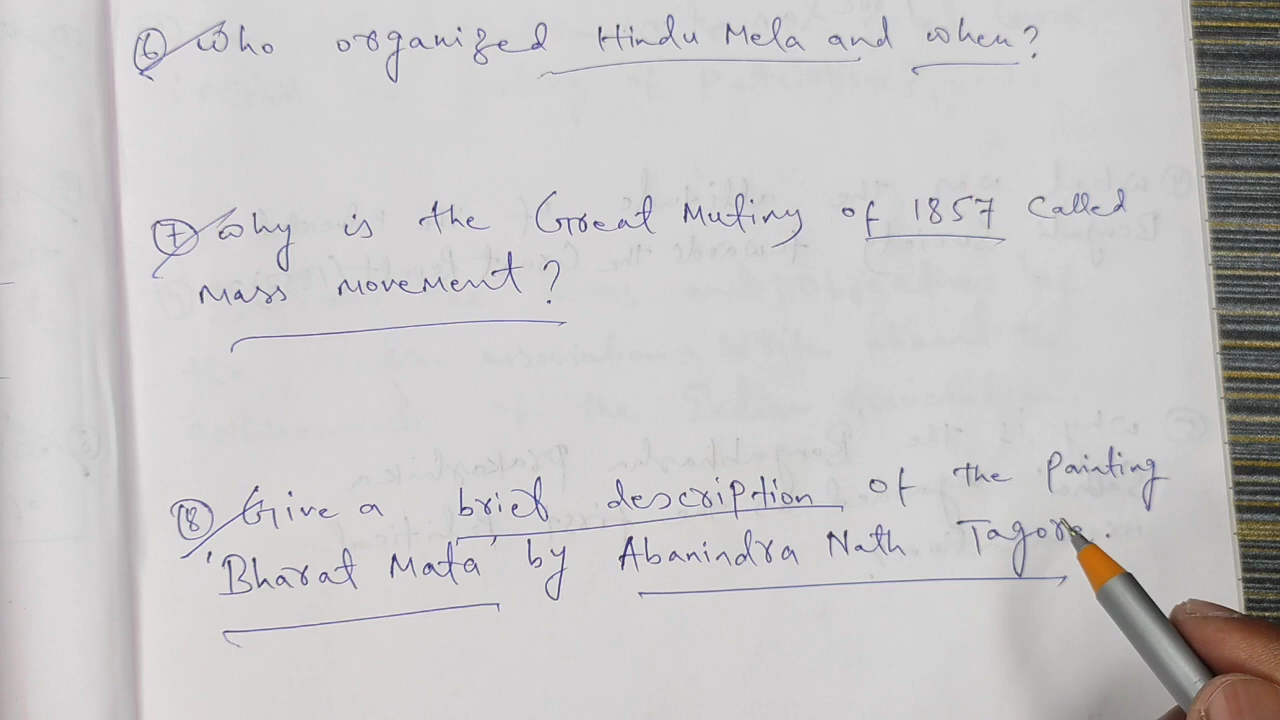 ⑥ Who organized Hindu Mela and when?
⑦ Why is the Great Mutiny of 1857 called
mass movement?
⑧ Give a brief description of the painting
'Bharat Mata' by Abanindra Nath Tagore.